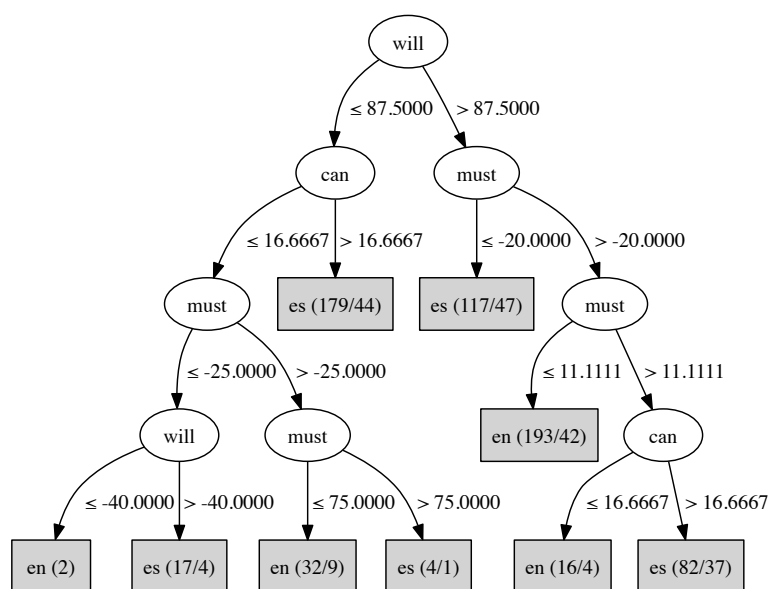 will
≤ 87.5000 > 87.5000
can must
≤ 16.6667 > 16.6667 ≤ -20.0000 > -20.0000
must es (179/44) es (117/47) must
≤ -25.0000 > -25.0000 ≤ 11.1111 > 11.1111
will must en (193/42) can
≤ -40.0000 > -40.0000 ≤ 75.0000 > 75.0000 ≤ 16.6667 > 16.6667
en (2) es (17/4) en (32/9) es (4/1) en (16/4) es (82/37)